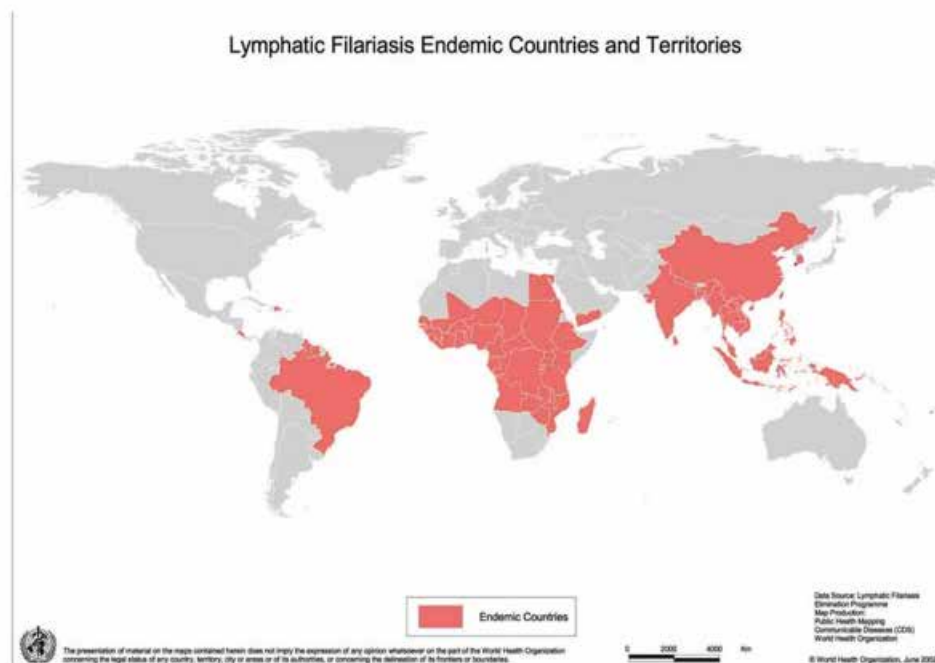 Lymphatic Filariasis Endemic Countries and Territories
Endemic Countries
Data Source: Lymphatic Filariasis
Elimination Programme
Map Production:
Public Health Mapping
Communicable Diseases (CDS)
World Health Organization
0 2000 4000 Km
The presentation of material on the maps contained herein does not imply the expression of any opinion whatsoever on the part of the World Health Organization
concerning the legal status of any country, territory, city or areas or of its authorities, or concerning the delineation of its frontiers or boundaries.
© World Health Organization, June